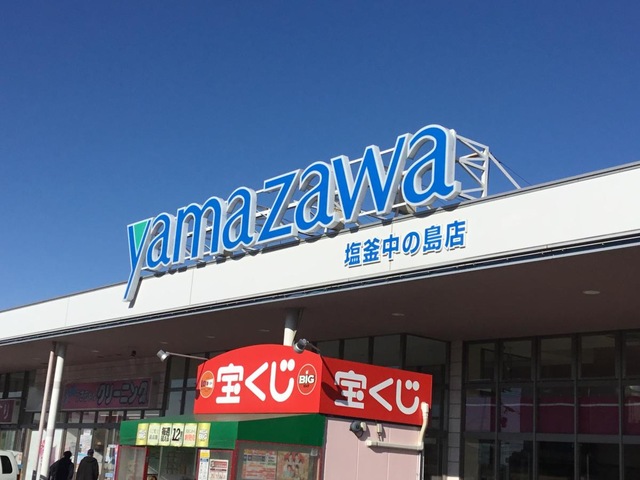 yamazawa
塩釜中の島店
宝くじ
BIG
宝くじ
クリーニング